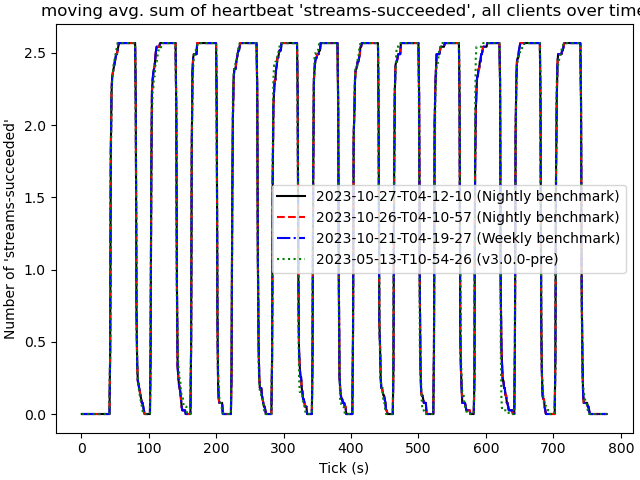 moving avg. sum of heartbeat 'streams-succeeded', all clients over time
Number of 'streams-succeeded'
2.5
2.0
1.5
1.0
0.5
0.0
2023-10-27-T04-12-10 (Nightly benchmark)
2023-10-26-T04-10-57 (Nightly benchmark)
2023-10-21-T04-19-27 (Weekly benchmark)
2023-05-13-T10-54-26 (v3.0.0-pre)
0 100 200 300 400 500 600 700 800
Tick (s)